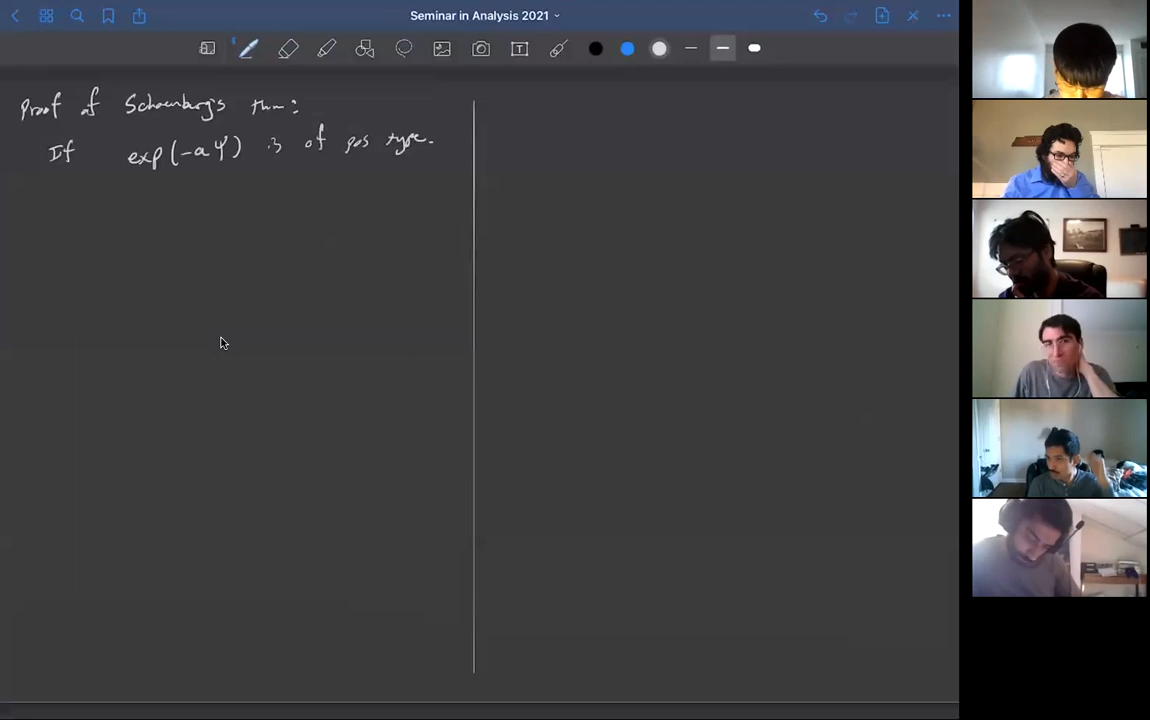 Seminar in Analysis 2021
Proof of Schoenberg's thm:
If exp(-aψ) is of pos type.